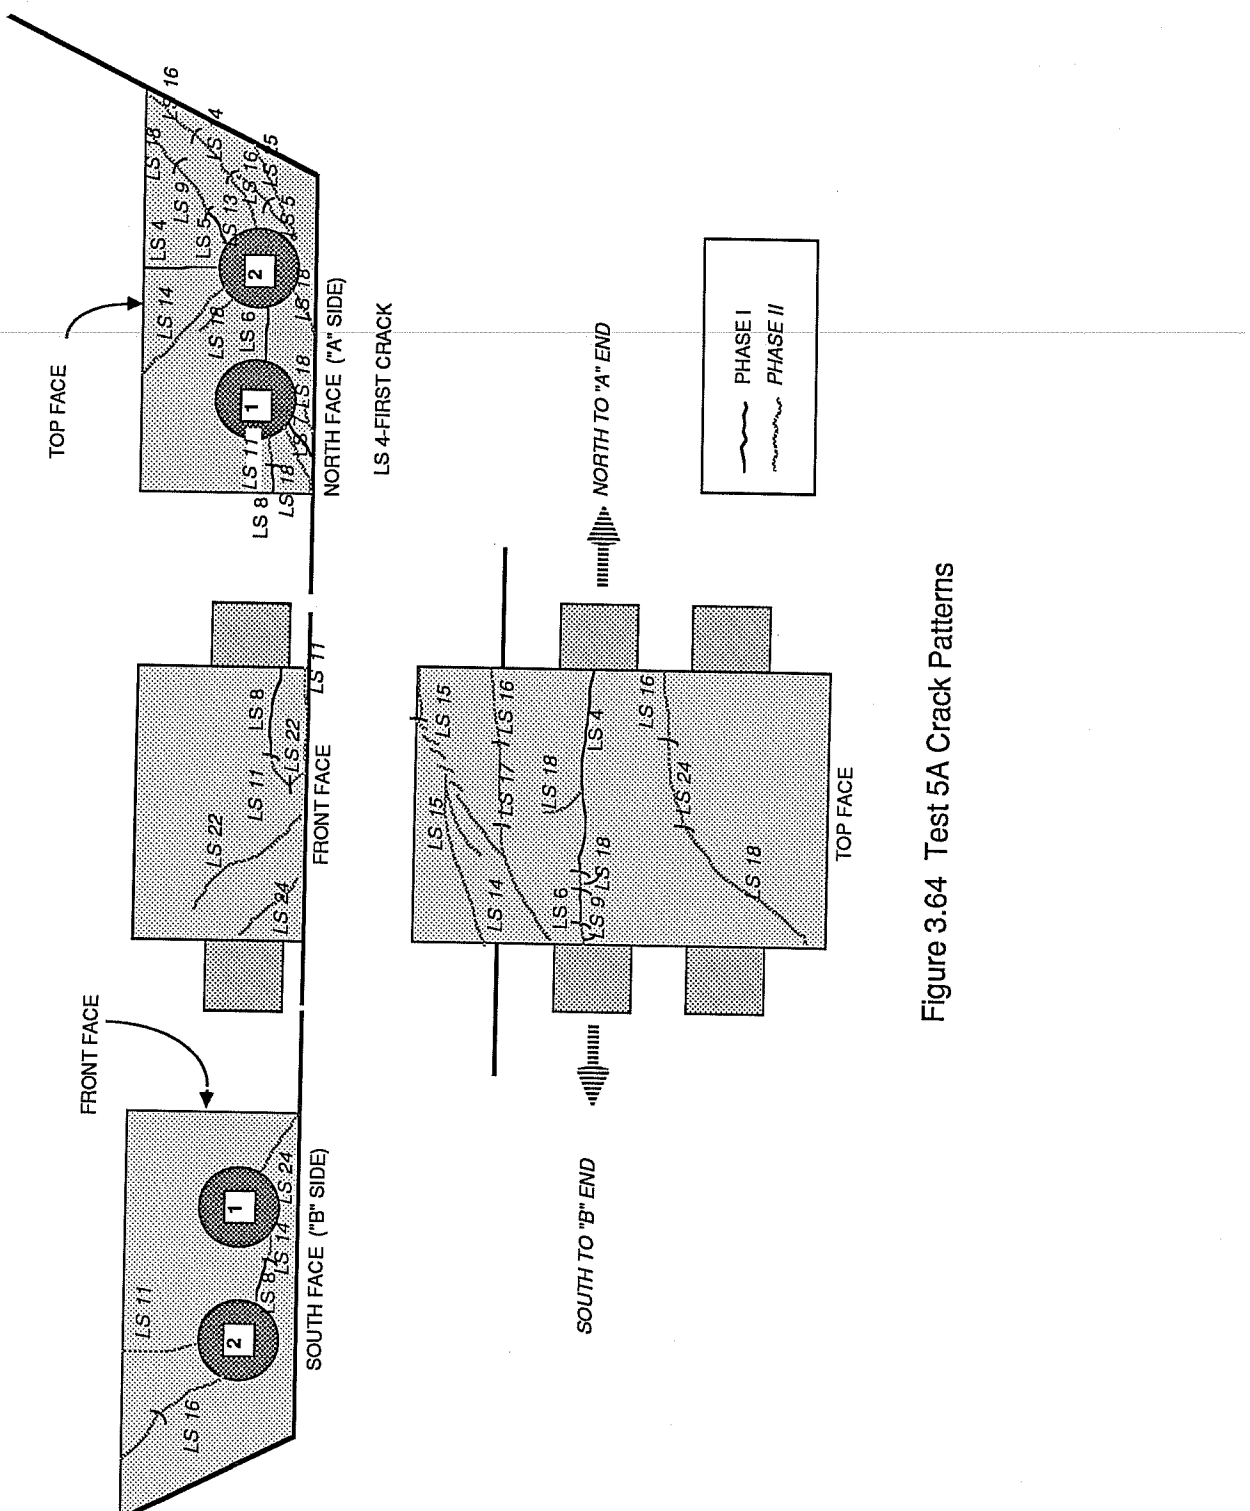 FRONT FACE
TOP FACE
LS 16
LS 11
2
1
LS 8
LS 14
LS 24
SOUTH FACE ("B" SIDE)
LS 24
LS 22
LS 11
LS 8
LS 22
LS 11
FRONT FACE
LS 8
LS 11
LS 18
1
LS 18
LS 6
LS 14
LS 18
2
LS 18
LS 4
LS 5
LS 9
LS 18
LS 13
LS 16
LS 16
LS 5
NORTH FACE ("A" SIDE)
LS 4-FIRST CRACK
LS 15
LS 15
LS 14
LS 17
LS 16
LS 18
LS 6
LS 9
LS 18
LS 4
LS 16
LS 24
LS 18
SOUTH TO "B" END
NORTH TO "A" END
TOP FACE
PHASE I
PHASE II
Figure 3.64 Test 5A Crack Patterns